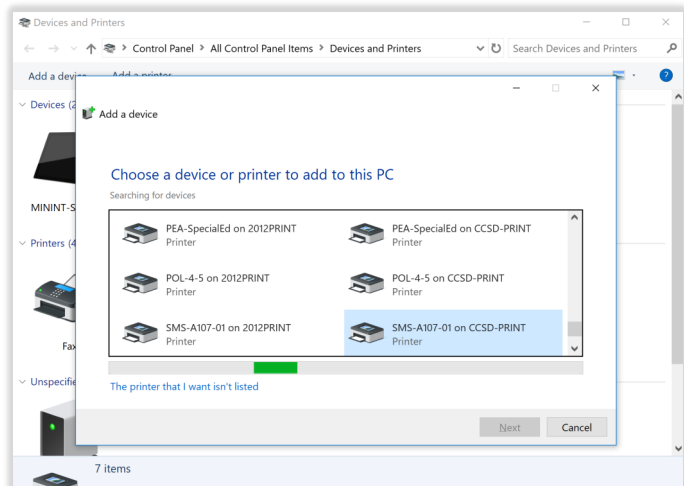 Devices and Printers
Control Panel > All Control Panel Items > Devices and Printers
Search Devices and Printers
Add a device Add a printer
?
Devices (2
Add a device
Choose a device or printer to add to this PC
Searching for devices
MININT-S
PEA-SpecialEd on 2012PRINT
Printer
PEA-SpecialEd on CCSD-PRINT
Printer
Printers (4
POL-4-5 on 2012PRINT
Printer
POL-4-5 on CCSD-PRINT
Printer
SMS-A107-01 on 2012PRINT
Printer
SMS-A107-01 on CCSD-PRINT
Printer
Fax
Unspecifie
The printer that I want isn't listed
Next Cancel
7 items